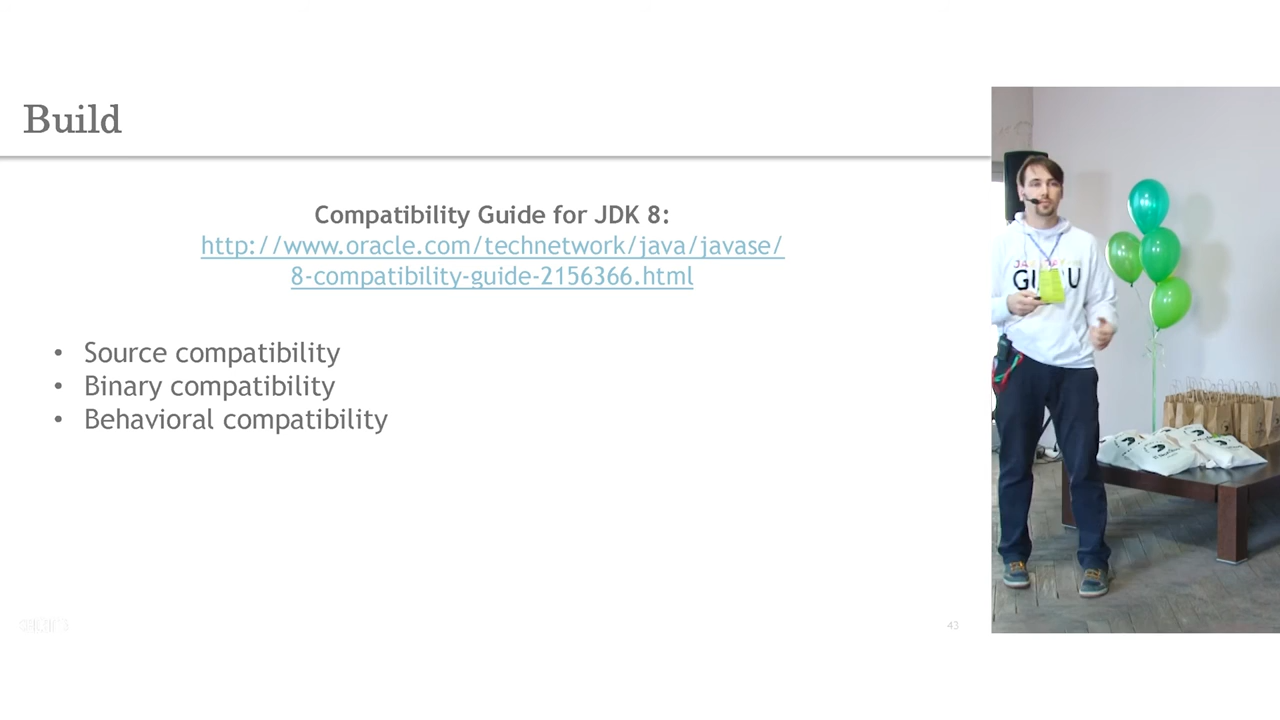 Build
Compatibility Guide for JDK 8:
http://www.oracle.com/technetwork/java/javase/
8-compatibility-guide-2156366.html
• Source compatibility
• Binary compatibility
• Behavioral compatibility
43